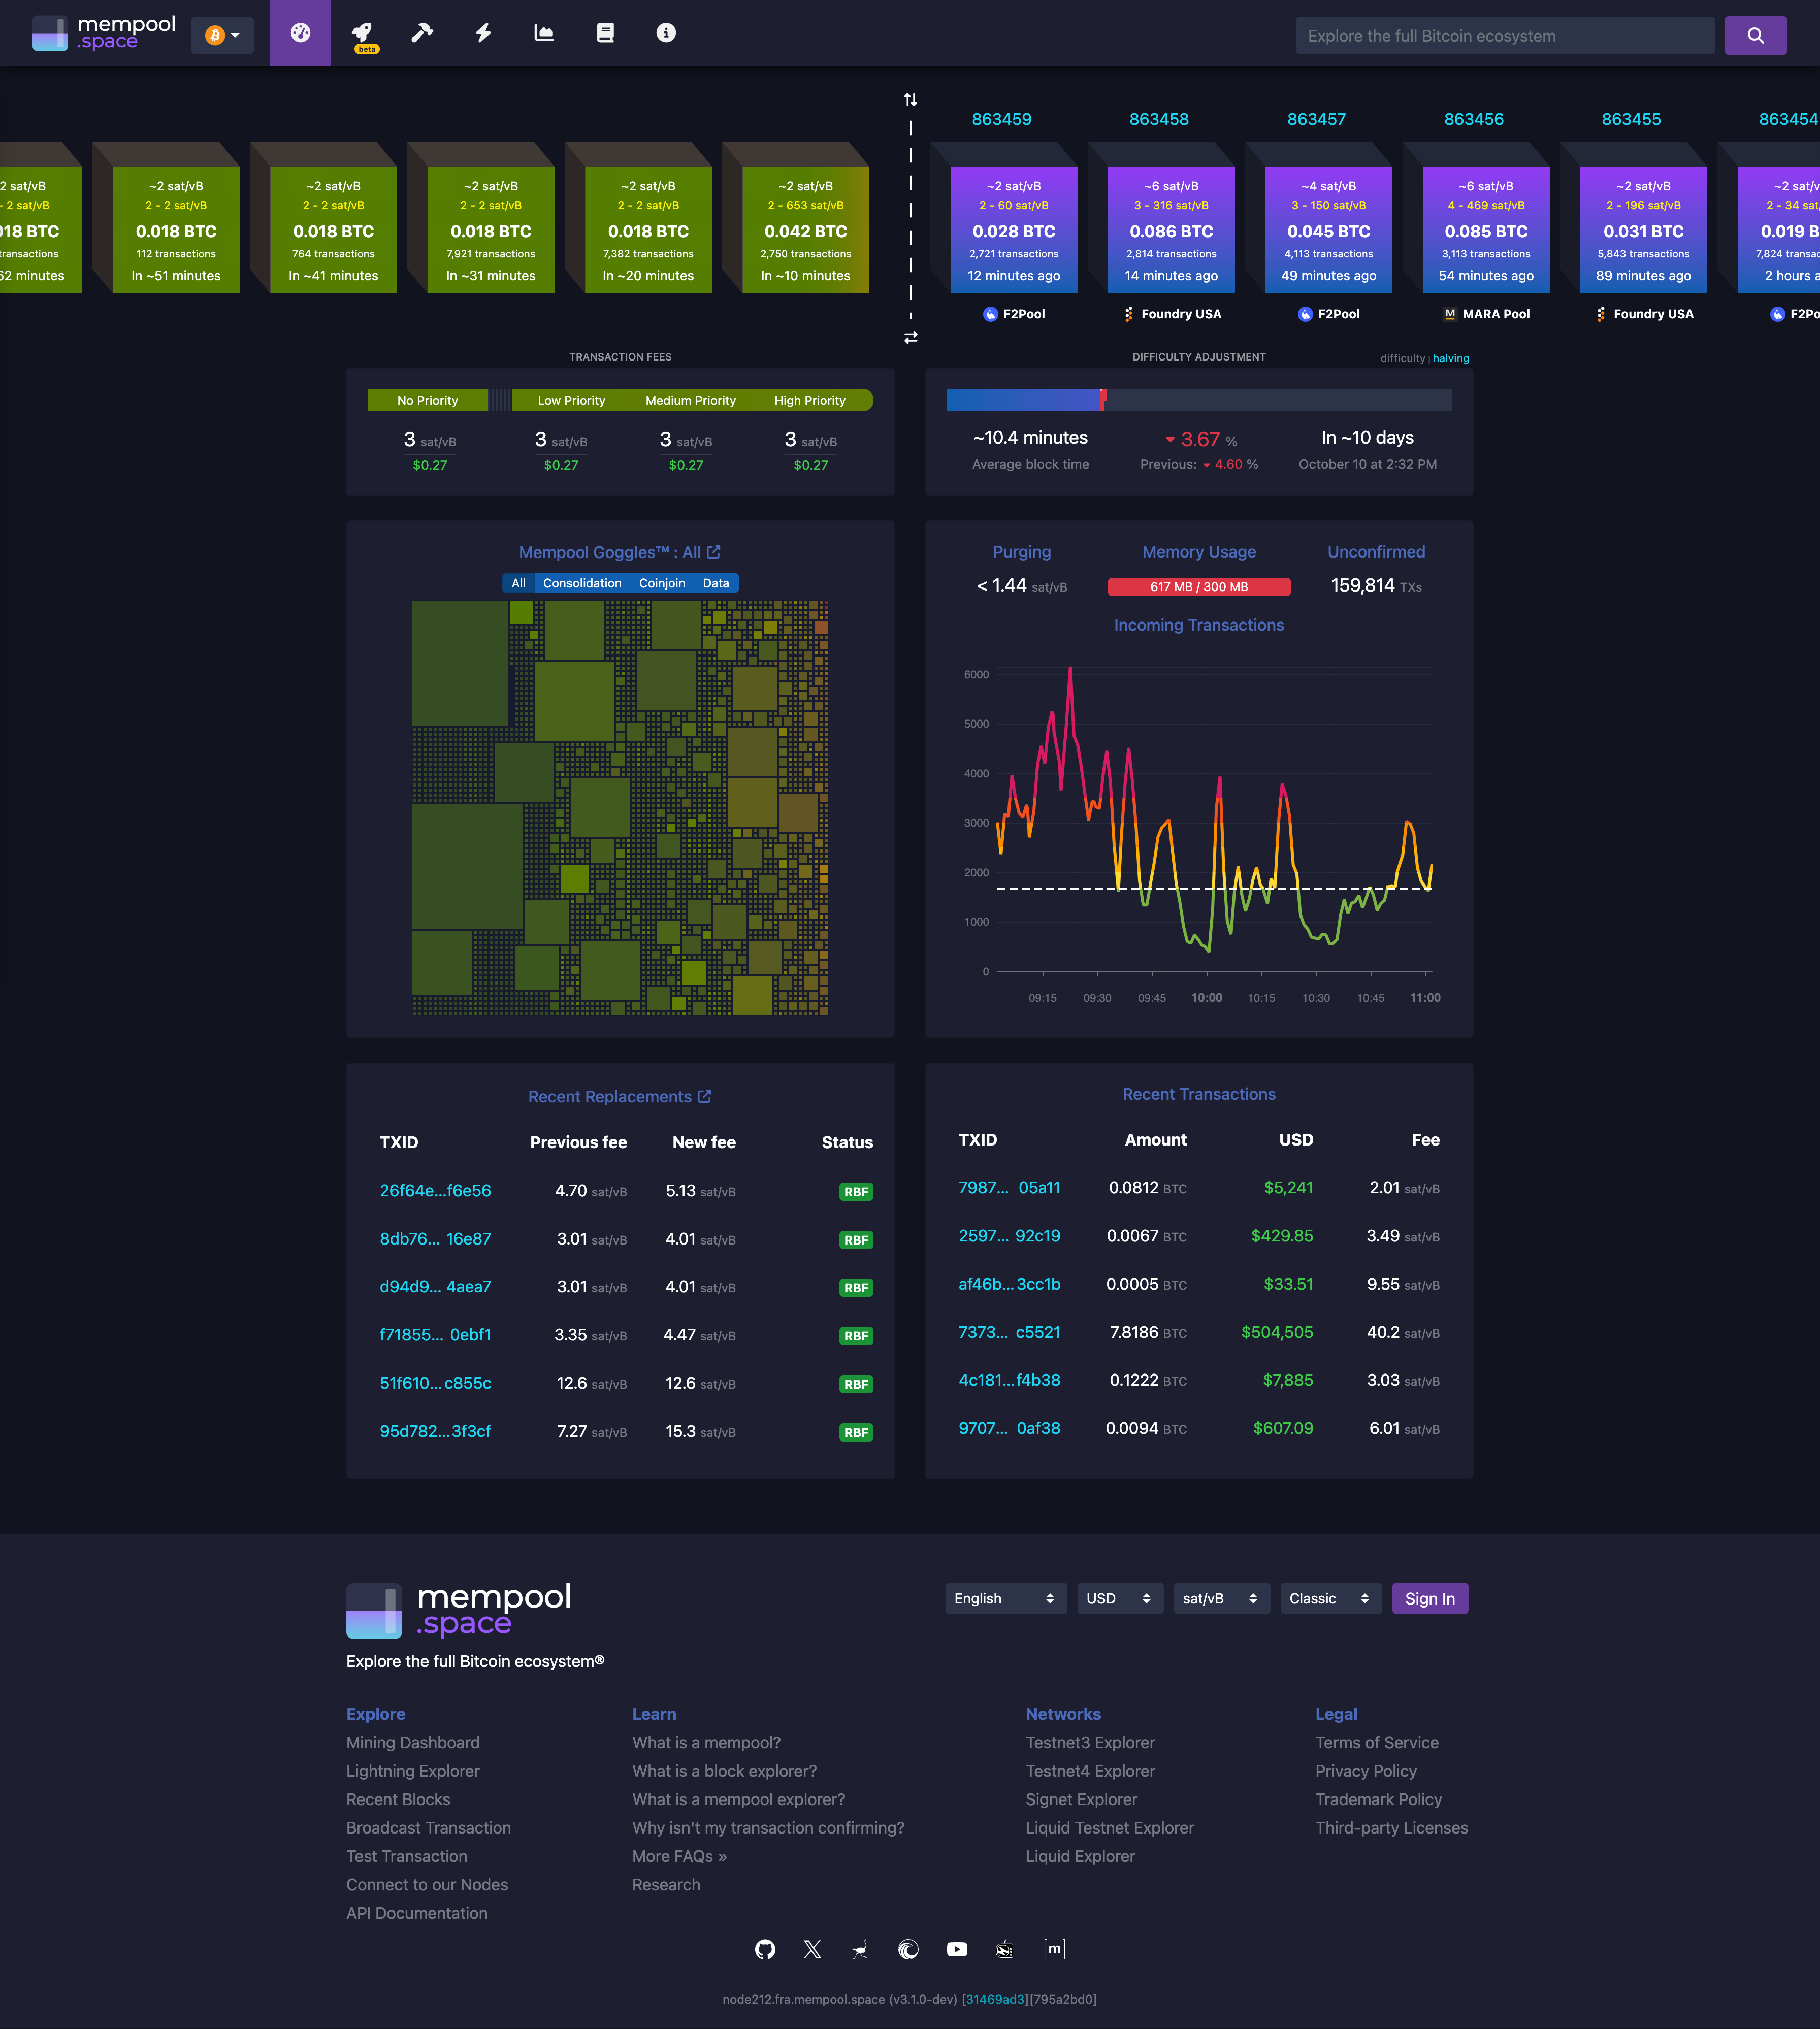 mempool
.space
beta
Explore the full Bitcoin ecosystem
2 sat/vB
- 2 sat/vB
018 BTC
transactions
62 minutes
~2 sat/vB
2 - 2 sat/vB
0.018 BTC
112 transactions
In ~51 minutes
~2 sat/vB
2 - 2 sat/vB
0.018 BTC
764 transactions
In ~41 minutes
~2 sat/vB
2 - 2 sat/vB
0.018 BTC
7,921 transactions
In ~31 minutes
~2 sat/vB
2 - 2 sat/vB
0.018 BTC
7,382 transactions
In ~20 minutes
~2 sat/vB
2 - 653 sat/vB
0.042 BTC
2,750 transactions
In ~10 minutes
863459
~2 sat/vB
2 - 60 sat/vB
0.028 BTC
2,721 transactions
12 minutes ago
F2Pool
863458
~6 sat/vB
3 - 316 sat/vB
0.086 BTC
2,814 transactions
14 minutes ago
Foundry USA
863457
~4 sat/vB
3 - 150 sat/vB
0.045 BTC
4,113 transactions
49 minutes ago
F2Pool
863456
~6 sat/vB
4 - 469 sat/vB
0.085 BTC
3,113 transactions
54 minutes ago
M MARA Pool
863455
~2 sat/vB
2 - 196 sat/vB
0.031 BTC
5,843 transactions
89 minutes ago
Foundry USA
863454
~2 sat/v
2 - 34 sat
0.019 B
7,824 transac
2 hours a
F2Po
TRANSACTION FEES
No Priority Low Priority Medium Priority High Priority
3 sat/vB 3 sat/vB 3 sat/vB 3 sat/vB
$0.27 $0.27 $0.27 $0.27
DIFFICULTY ADJUSTMENT
difficulty | halving
~10.4 minutes 3.67 % In ~10 days
Average block time Previous: 4.60 % October 10 at 2:32 PM
Mempool Goggles™ : All
All Consolidation Coinjoin Data
Purging Memory Usage Unconfirmed
< 1.44 sat/vB 617 MB / 300 MB 159,814 TXs
Incoming Transactions
6000
5000
4000
3000
2000
1000
0
09:15 09:30 09:45 10:00 10:15 10:30 10:45 11:00
Recent Replacements
TXID Previous fee New fee Status
26f64e...f6e56 4.70 sat/vB 5.13 sat/vB RBF
8db76... 16e87 3.01 sat/vB 4.01 sat/vB RBF
d94d9... 4aea7 3.01 sat/vB 4.01 sat/vB RBF
f71855... 0ebf1 3.35 sat/vB 4.47 sat/vB RBF
51f610...c855c 12.6 sat/vB 12.6 sat/vB RBF
95d782...3f3cf 7.27 sat/vB 15.3 sat/vB RBF
Recent Transactions
TXID Amount USD Fee
7987... 05a11 0.0812 BTC $5,241 2.01 sat/vB
2597... 92c19 0.0067 BTC $429.85 3.49 sat/vB
af46b...3cc1b 0.0005 BTC $33.51 9.55 sat/vB
7373... c5521 7.8186 BTC $504,505 40.2 sat/vB
4c181...f4b38 0.1222 BTC $7,885 3.03 sat/vB
9707... 0af38 0.0094 BTC $607.09 6.01 sat/vB
mempool
.space
Explore the full Bitcoin ecosystem®
English USD sat/vB Classic Sign In
Explore
Mining Dashboard
Lightning Explorer
Recent Blocks
Broadcast Transaction
Test Transaction
Connect to our Nodes
API Documentation
Learn
What is a mempool?
What is a block explorer?
What is a mempool explorer?
Why isn't my transaction confirming?
More FAQs »
Research
Networks
Testnet3 Explorer
Testnet4 Explorer
Signet Explorer
Liquid Testnet Explorer
Liquid Explorer
Legal
Terms of Service
Privacy Policy
Trademark Policy
Third-party Licenses
[m]
node212.fra.mempool.space (v3.1.0-dev) [31469ad3][795a2bd0]